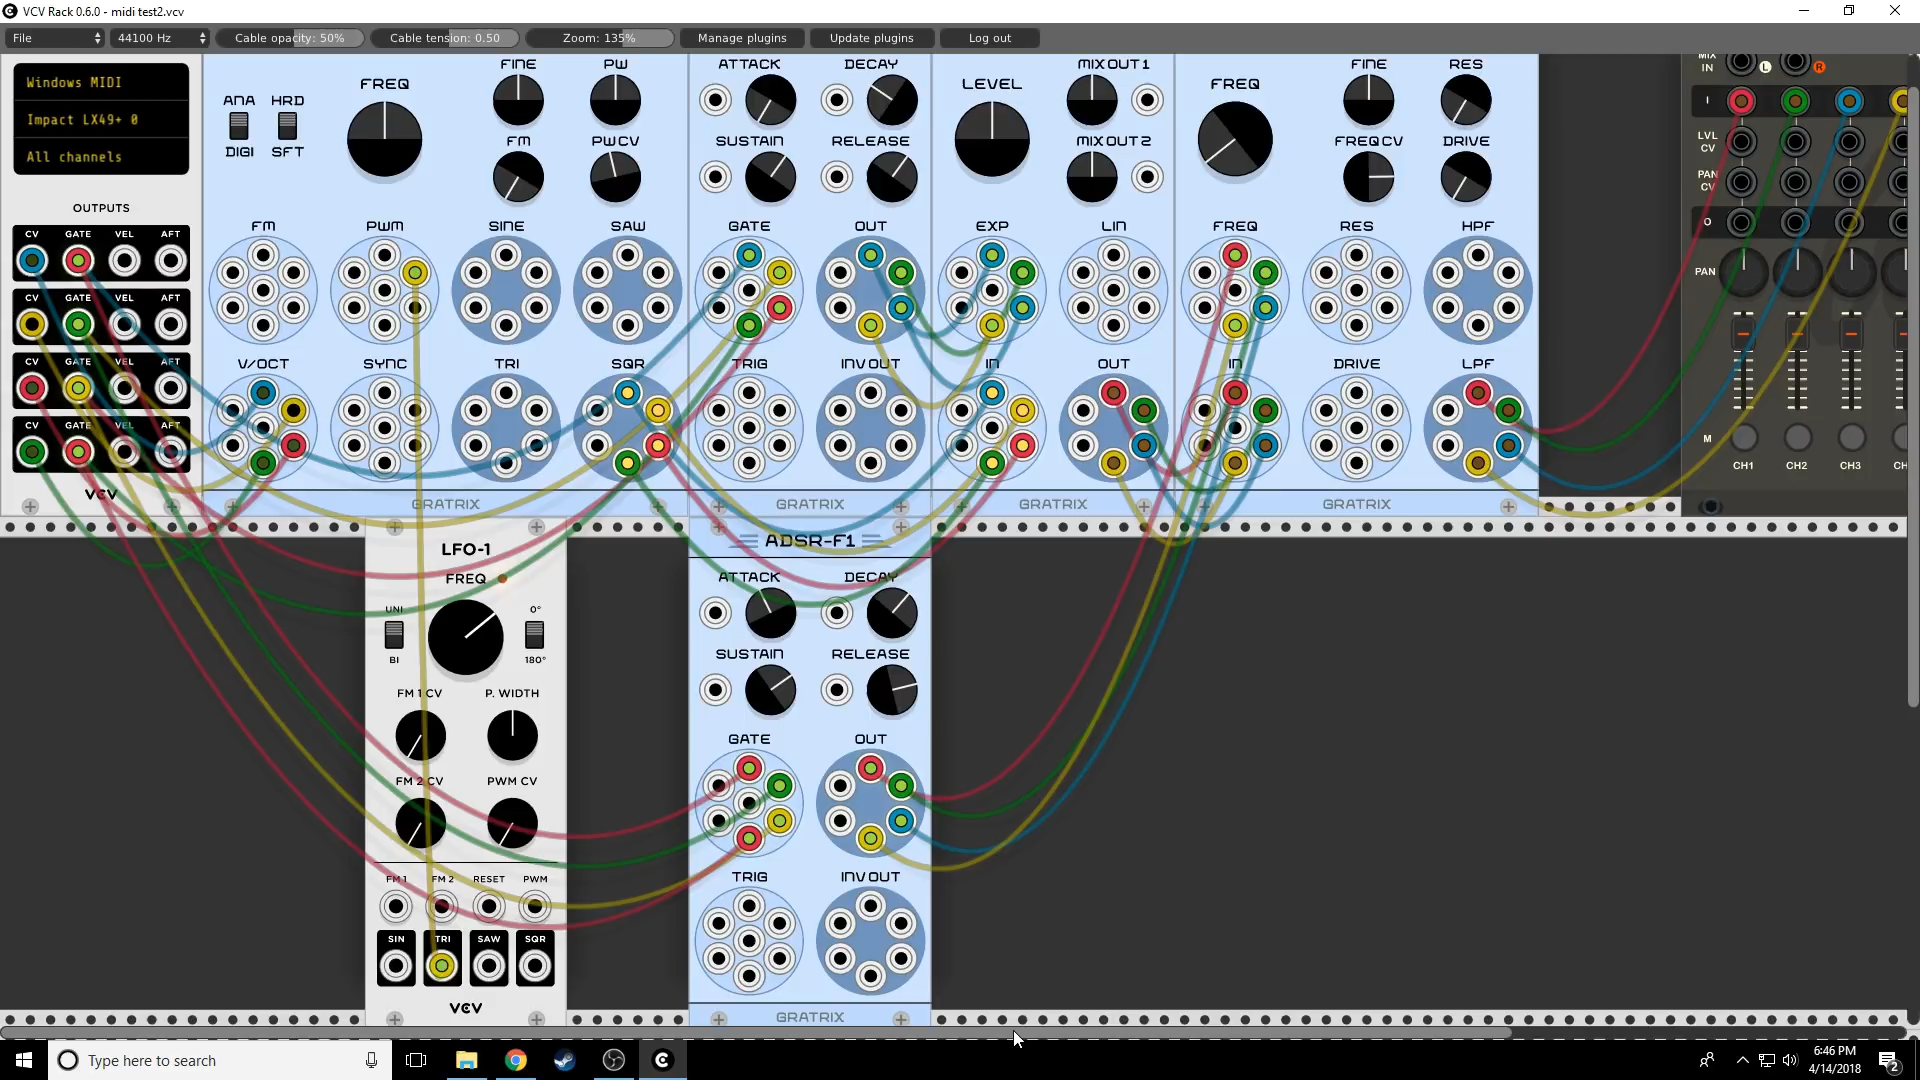 VCV Rack 0.6.0 - midi test2.vcv
File 44100 Hz Cable opacity: 50% Cable tension: 0.50 Zoom: 135% Manage plugins Update plugins Log out
Windows MIDI
Impact LX49+ 0
All channels
OUTPUTS
CV GATE VEL AFT
CV GATE VEL AFT
CV GATE VEL AFT
CV GATE VEL AFT
VCV
ANA HRD
DIGI SFT
FREQ
FINE PW
FM PW CV
FM PWM SINE SAW
V/OCT SYNC TRI SQR
GRATRIX
ATTACK DECAY
SUSTAIN RELEASE
GATE OUT
TRIG INV OUT
GRATRIX
LEVEL
MIX OUT 1
MIX OUT 2
EXP LIN
IN OUT
GRATRIX
FREQ
FINE RES
FREQ CV DRIVE
FREQ RES HPF
IN DRIVE LPF
GRATRIX
MIX
IN
L R
I
LVL
CV
PAN
CV
O
PAN
M
CH1 CH2 CH3
LFO-1
FREQ
UNI 0°
BI 180°
FM 1 CV P. WIDTH
FM 2 CV PWM CV
FM 1 FM 2 RESET PWM
SIN TRI SAW SQR
VCV
ADSR-F1
ATTACK DECAY
SUSTAIN RELEASE
GATE OUT
TRIG INV OUT
GRATRIX
Type here to search
6:46 PM
4/14/2018
2